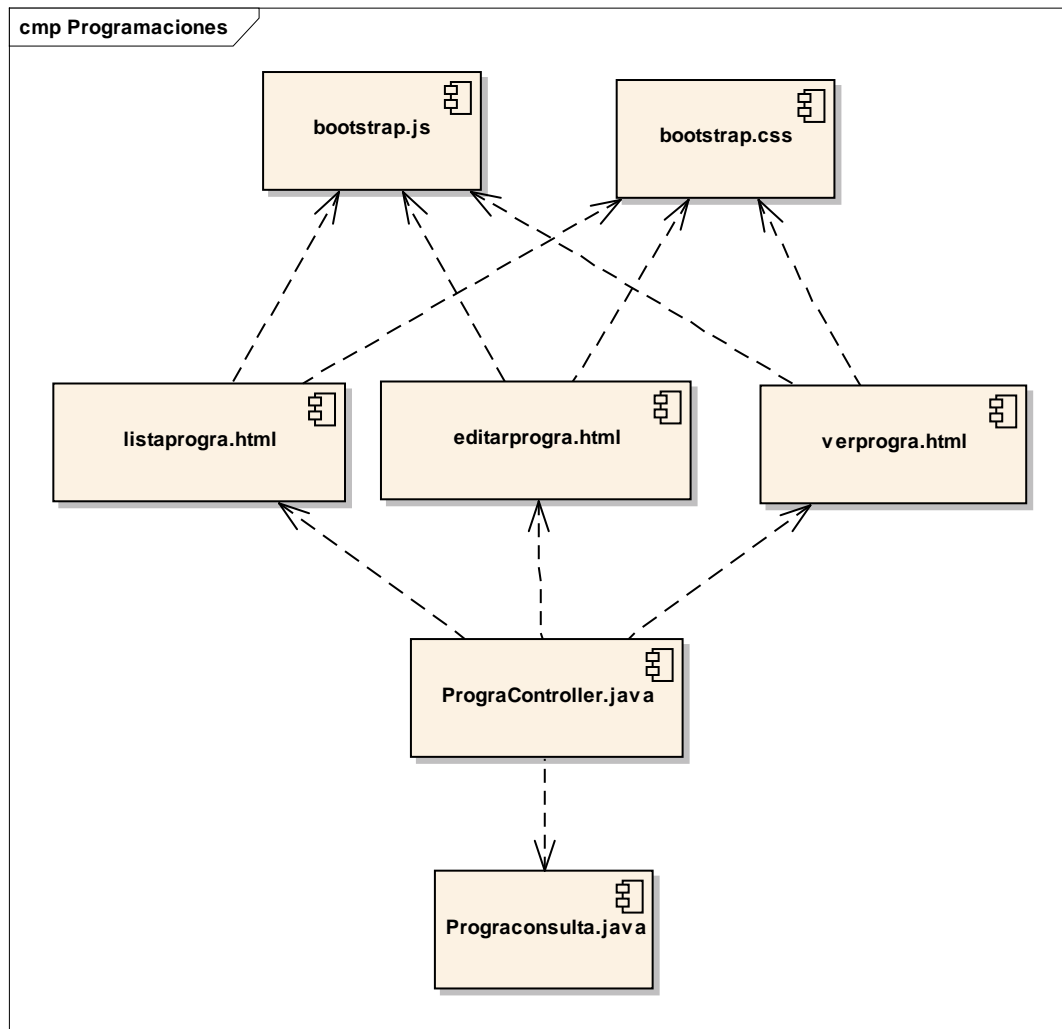 cmp Programaciones
bootstrap.js
bootstrap.css
listaprogra.html
editarprogra.html
verprogra.html
PrograController.java
Prograconsulta.java